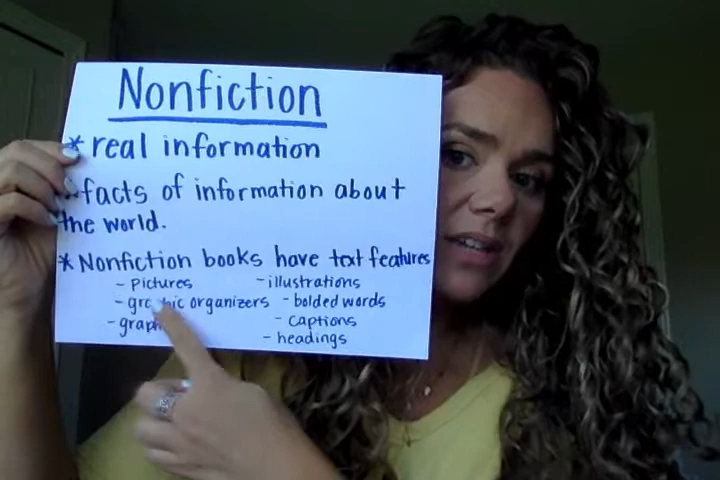 Nonfiction
* real information
* facts of information about
the world.
* Nonfiction books have text features
- pictures
- illustrations
- graphic organizers
- bolded words
- captions
- headings